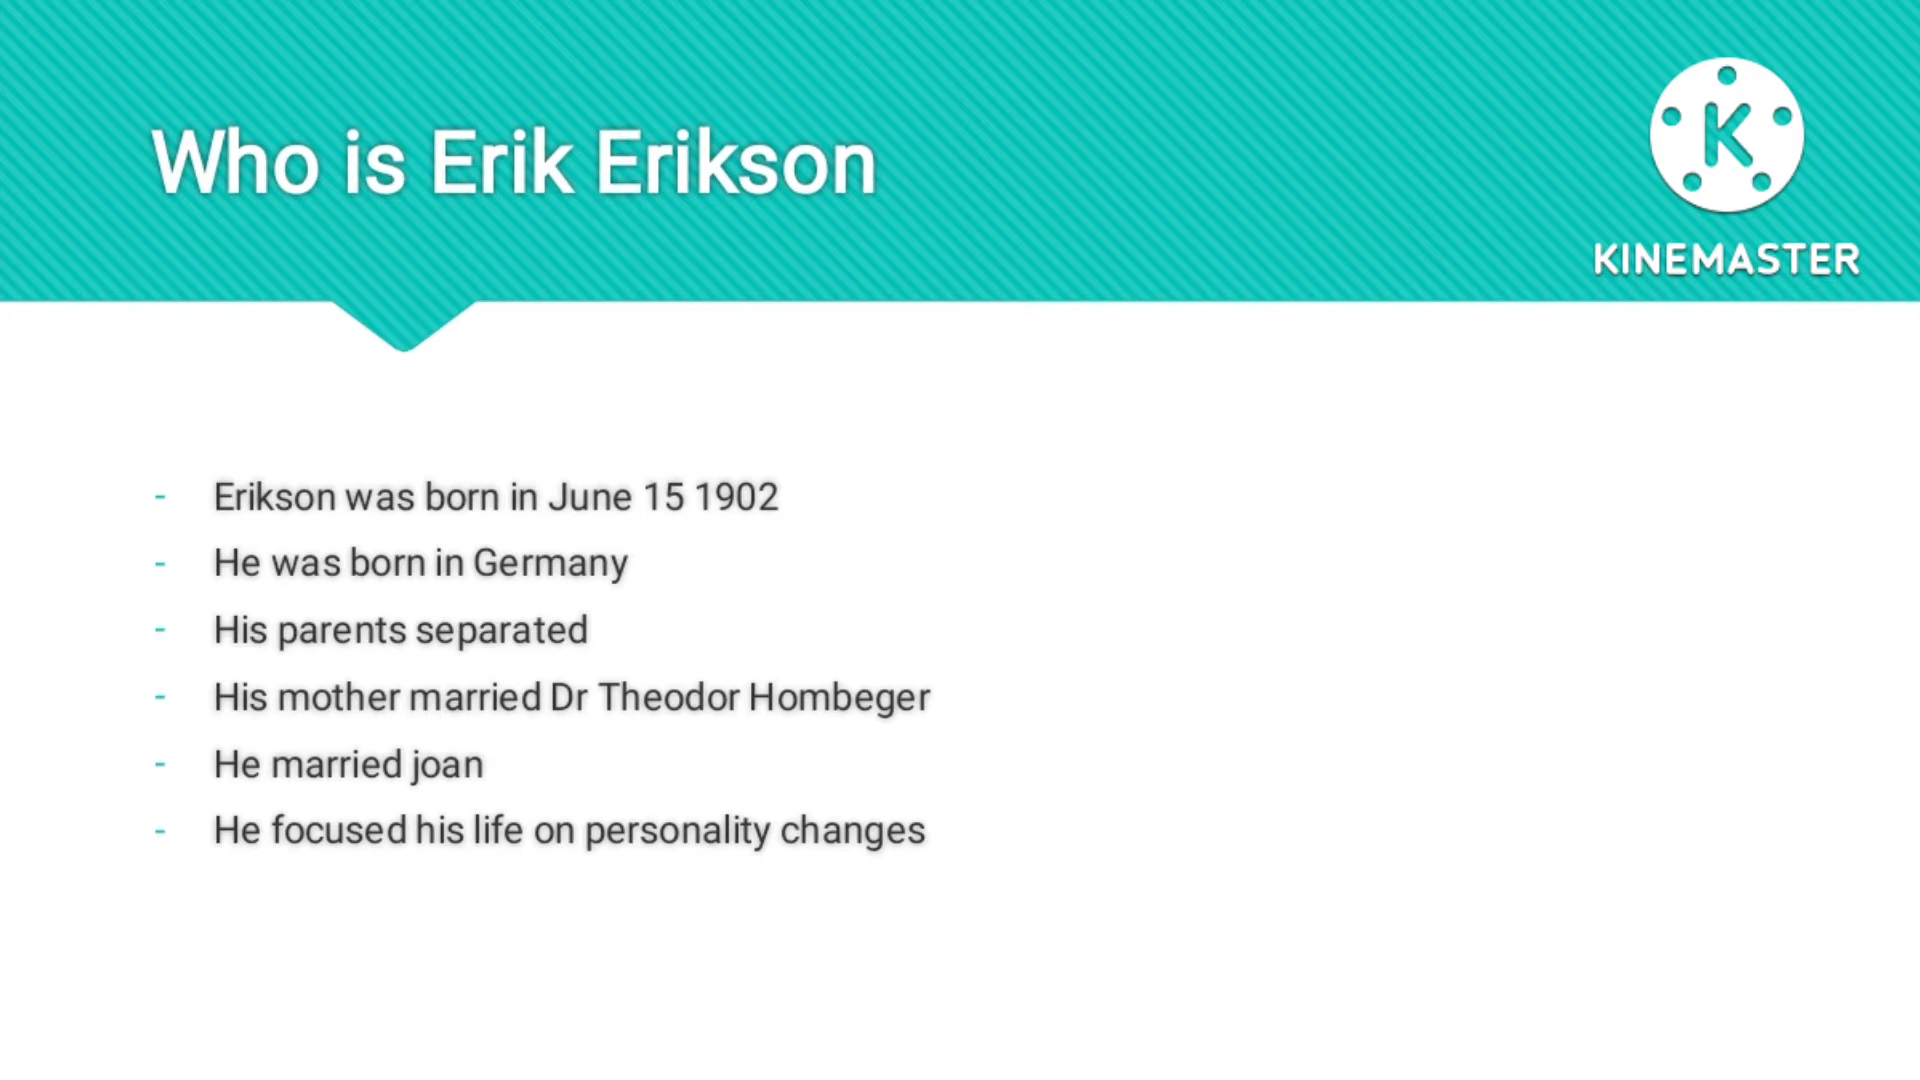 Who is Erik Erikson
K
KINEMASTER
- Erikson was born in June 15 1902
- He was born in Germany
- His parents separated
- His mother married Dr Theodor Hombeger
- He married joan
- He focused his life on personality changes